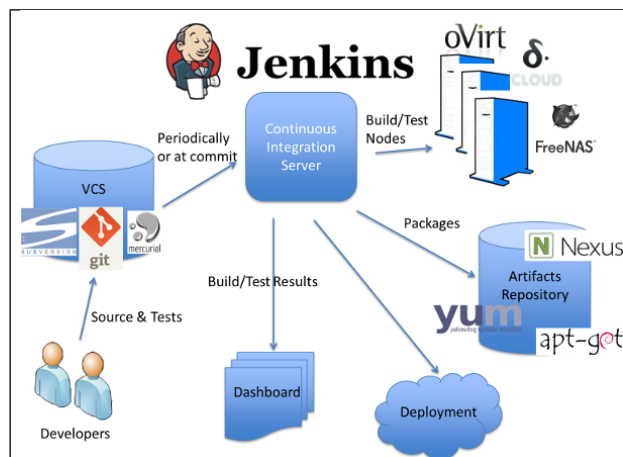 oVirt
δ.
CLOUD
Jenkins
FreeNAS
Build/Test
Nodes
Continuous
Integration
Server
Periodically
or at commit
VCS
SUBVERSION
git
mercurial
Packages
Nexus
Artifacts
Repository
yum
apt-get
Build/Test Results
Source & Tests
Dashboard
Deployment
Developers